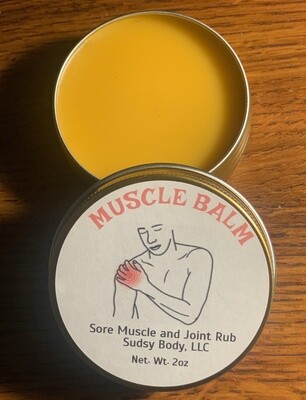 MUSCLE BALM
Sore Muscle and Joint Rub
Sudsy Body, LLC
Net. Wt. 2oz